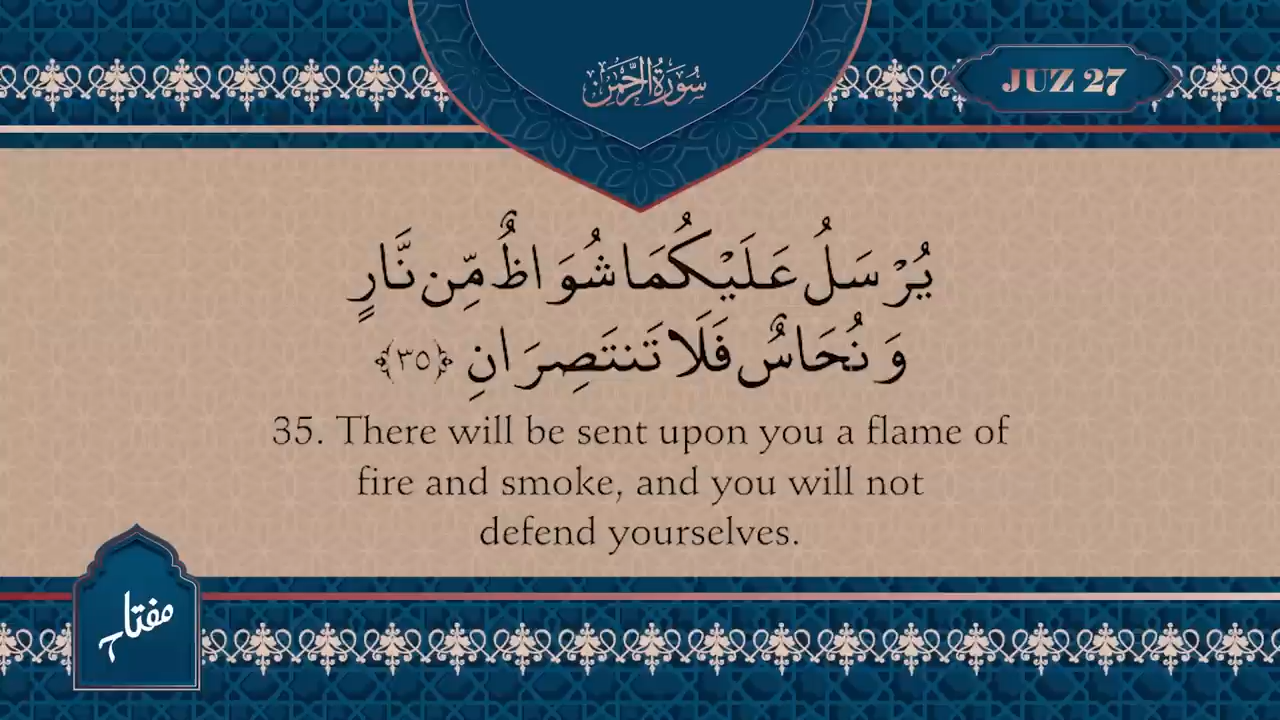 سُورَةُ الرَّحْمٰن
JUZ 27
يُرْسَلُ عَلَيْكُمَا شُوَاظٌ مِّن نَّارٍ
وَنُحَاسٌ فَلَا تَنتَصِرَانِ ﴿٣٥﴾
35. There will be sent upon you a flame of
fire and smoke, and you will not
defend yourselves.
مفتاح